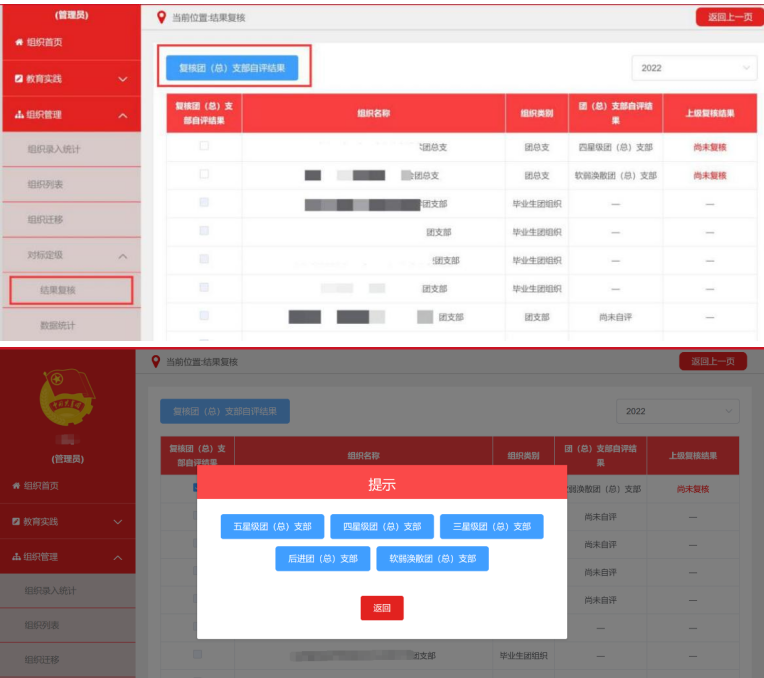 (管理员)
当前位置:结果复核
返回上一页
组织首页
教育实践
组织管理
组织录入统计
组织列表
组织迁移
对标定级
结果复核
数据统计
复核团（总）支部自评结果
2022
复核团（总）支部自评结果 组织名称 组织类别 团（总）支部自评结果 上级复核结果
团总支 团总支 四星级团（总）支部 尚未复核
团总支 团总支 软弱涣散团（总）支部 尚未复核
团支部 毕业生团组织 — —
团支部 毕业生团组织 — —
团支部 毕业生团组织 — —
团支部 毕业生团组织 — —
团支部 团支部 尚未自评 —
—
当前位置:结果复核
返回上一页
(管理员)
组织首页
教育实践
组织管理
组织录入统计
组织列表
组织迁移
复核团（总）支部自评结果
2022
复核团（总）支部自评结果 组织名称 组织类别 团（总）支部自评结果 上级复核结果
弱涣散团（总）支部 尚未复核
尚未自评 —
尚未自评 —
尚未自评 —
尚未自评 —
— —
团支部 毕业生团组织 — —
提示
五星级团（总）支部
四星级团（总）支部
三星级团（总）支部
后进团（总）支部
软弱涣散团（总）支部
返回